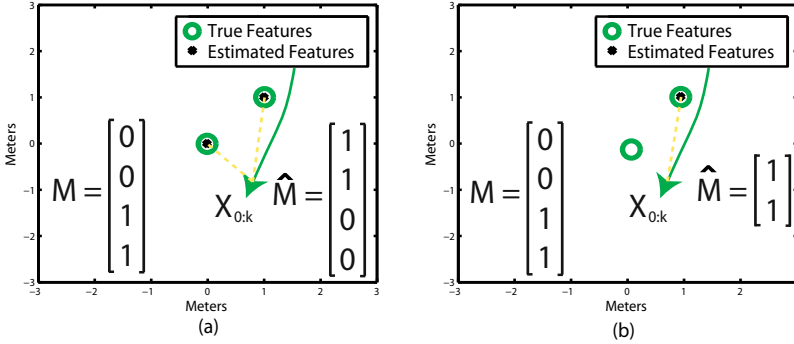 True Features
Estimated Features
Meters
3
2
1
0
−1
−2
−3
M = [0 0 1 1]
X0:k
M̂ = [1 1 0 0]
−3 −2 −1 0 1 2 3
Meters
(a)
True Features
Estimated Features
Meters
3
2
1
0
−1
−2
−3
M = [0 0 1 1]
X0:k
M̂ = [1 1]
−3 −2 −1 0 1 2
Meters
(b)